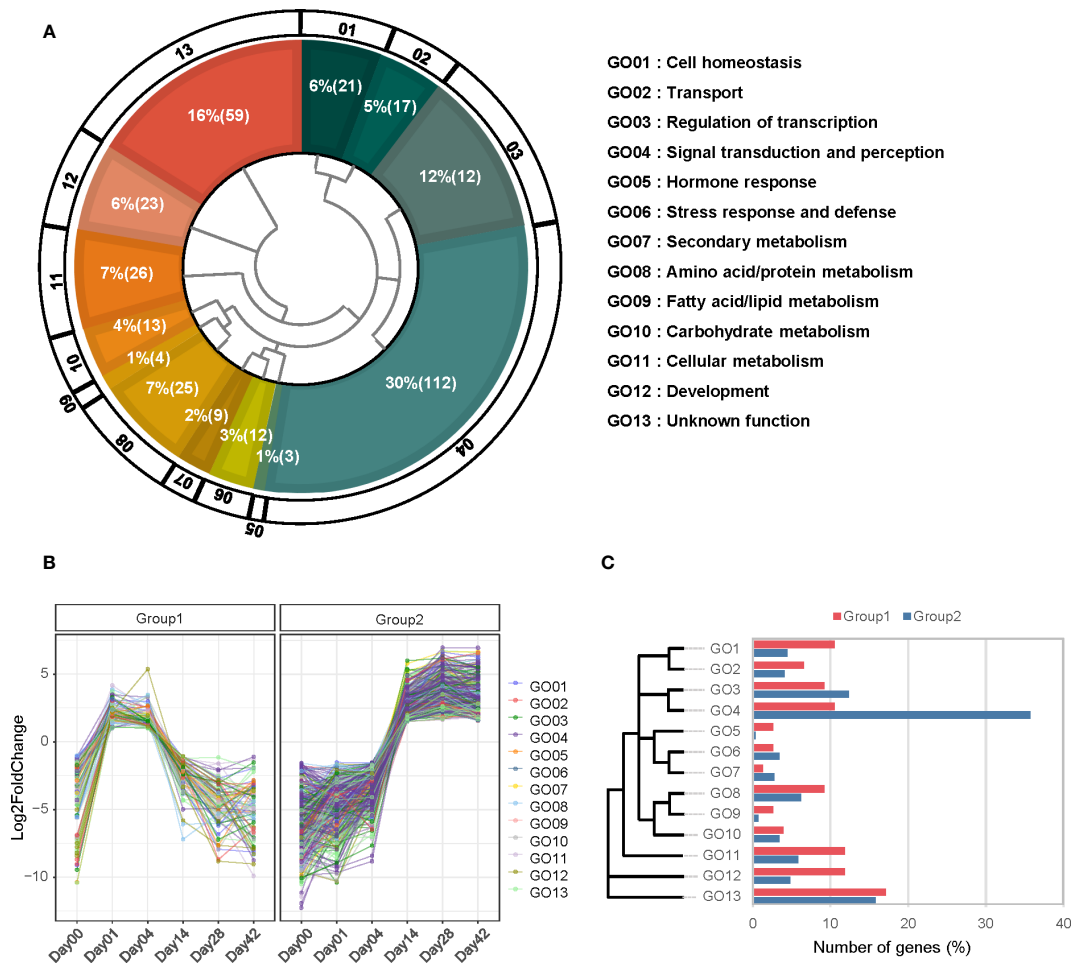 A
01
02
03
04
05
06
07
08
09
10
11
12
13
6%(21)
5%(17)
12%(12)
30%(112)
1%(3)
3%(12)
2%(9)
7%(25)
1%(4)
4%(13)
7%(26)
6%(23)
16%(59)
GO01 : Cell homeostasis
GO02 : Transport
GO03 : Regulation of transcription
GO04 : Signal transduction and perception
GO05 : Hormone response
GO06 : Stress response and defense
GO07 : Secondary metabolism
GO08 : Amino acid/protein metabolism
GO09 : Fatty acid/lipid metabolism
GO10 : Carbohydrate metabolism
GO11 : Cellular metabolism
GO12 : Development
GO13 : Unknown function
B
Group1 Group2
Log2FoldChange
5
0
−5
−10
Day00 Day01 Day04 Day14 Day28 Day42 Day00 Day01 Day04 Day14 Day28 Day42
GO01
GO02
GO03
GO04
GO05
GO06
GO07
GO08
GO09
GO10
GO11
GO12
GO13
C
Group1 Group2
GO1
GO2
GO3
GO4
GO5
GO6
GO7
GO8
GO9
GO10
GO11
GO12
GO13
0 10 20 30 40
Number of genes (%)